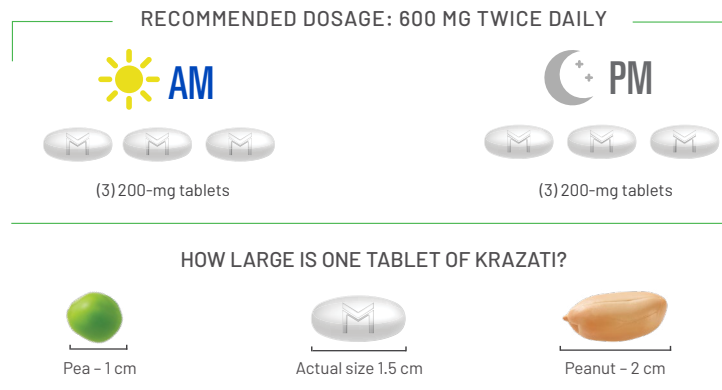 RECOMMENDED DOSAGE: 600 MG TWICE DAILY
AM
PM
M M M
M M M
(3) 200-mg tablets
(3) 200-mg tablets
HOW LARGE IS ONE TABLET OF KRAZATI?
M
Pea – 1 cm
Actual size 1.5 cm
Peanut – 2 cm